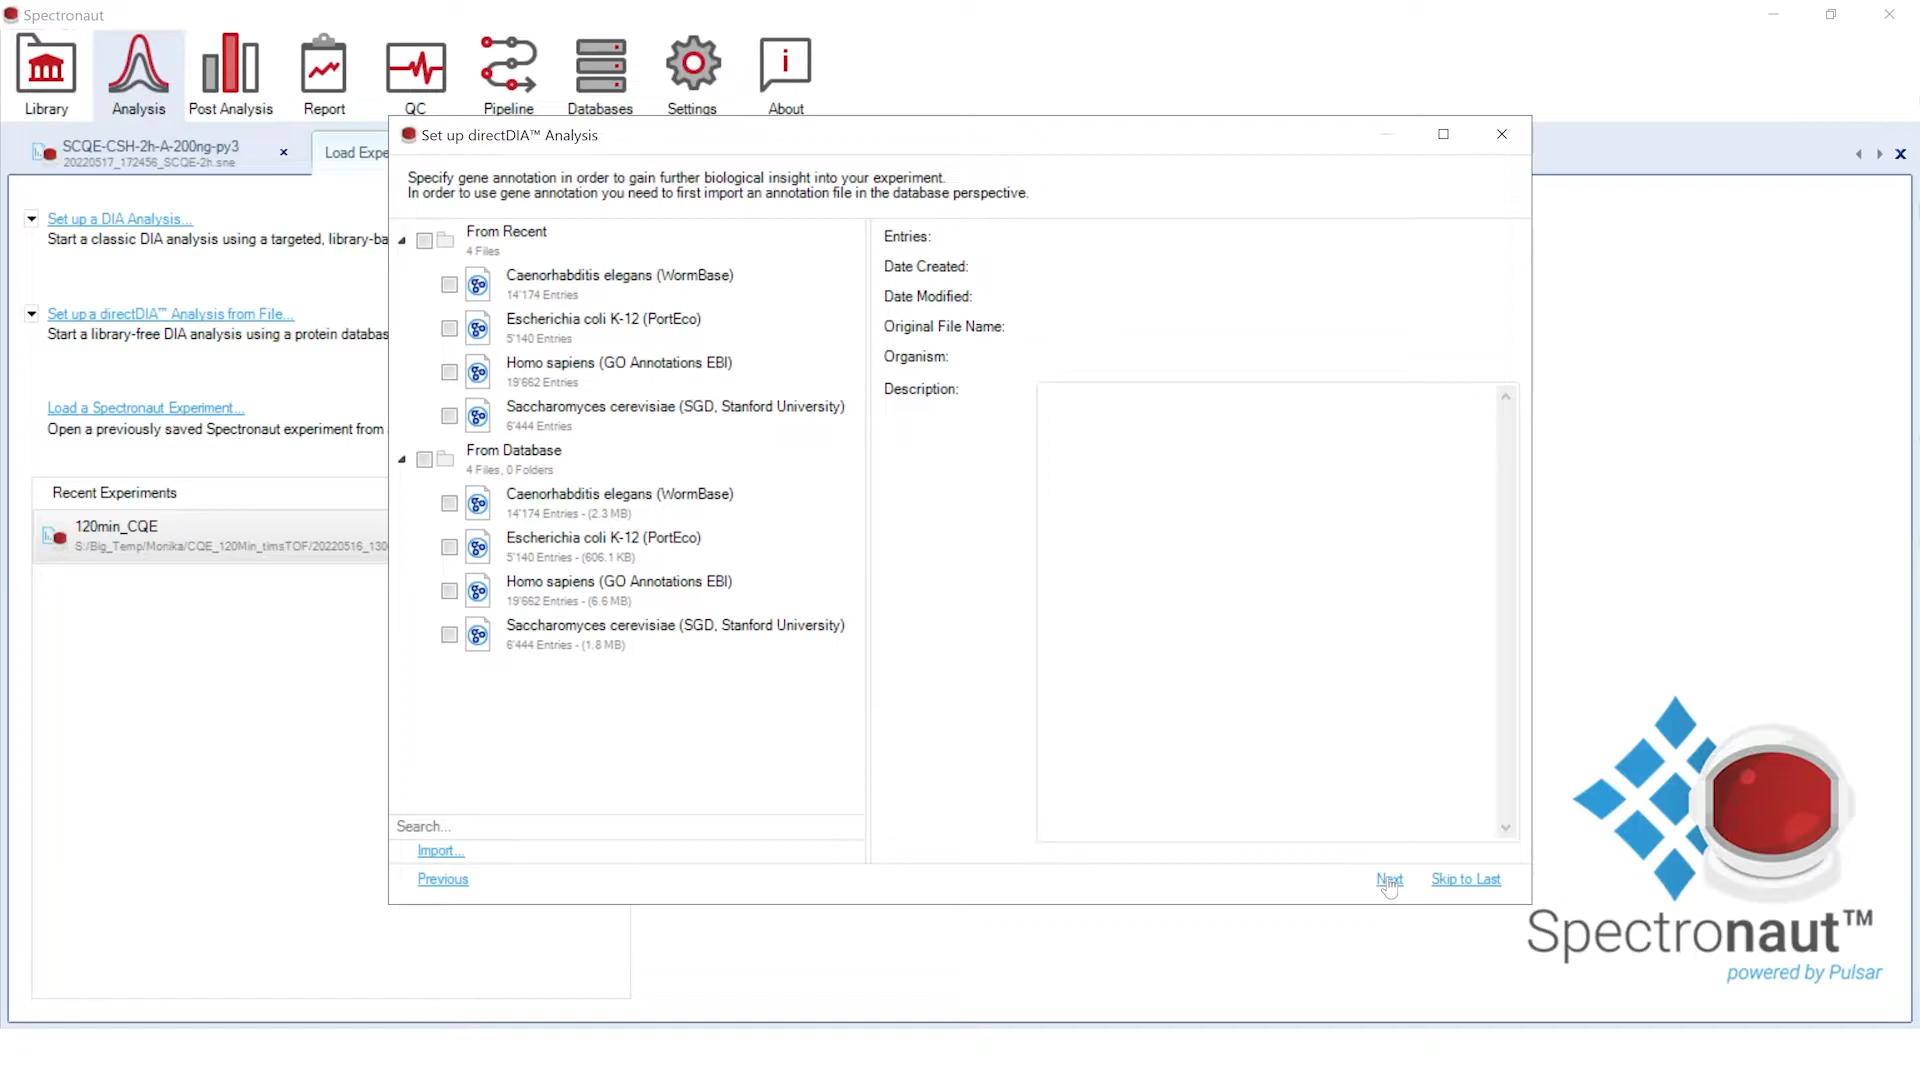 Spectronaut
Library
Analysis
Post Analysis
Report
QC
Pipeline
Databases
Settings
About
SCQE-CSH-2h-A-200ng-py3
20220517_172456_SCQE-2h.sne
Load Expe
Set up directDIA™ Analysis
Specify gene annotation in order to gain further biological insight into your experiment.
In order to use gene annotation you need to first import an annotation file in the database perspective.
Set up a DIA Analysis...
Start a classic DIA analysis using a targeted, library-ba
Set up a directDIA™ Analysis from File...
Start a library-free DIA analysis using a protein databas
Load a Spectronaut Experiment...
Open a previously saved Spectronaut experiment from
Recent Experiments
120min_CQE
S:/Big_Temp/Monika/CQE_120Min_timsTOF/20220516_130
From Recent
4 Files
Caenorhabditis elegans (WormBase)
14'174 Entries
Escherichia coli K-12 (PortEco)
5'140 Entries
Homo sapiens (GO Annotations EBI)
19'662 Entries
Saccharomyces cerevisiae (SGD, Stanford University)
6'444 Entries
From Database
4 Files, 0 Folders
Caenorhabditis elegans (WormBase)
14'174 Entries - (2.3 MB)
Escherichia coli K-12 (PortEco)
5'140 Entries - (606.1 KB)
Homo sapiens (GO Annotations EBI)
19'662 Entries - (6.6 MB)
Saccharomyces cerevisiae (SGD, Stanford University)
6'444 Entries - (1.8 MB)
Search...
Import...
Previous
Entries:
Date Created:
Date Modified:
Original File Name:
Organism:
Description:
Next
Skip to Last
Spectronaut™
powered by Pulsar